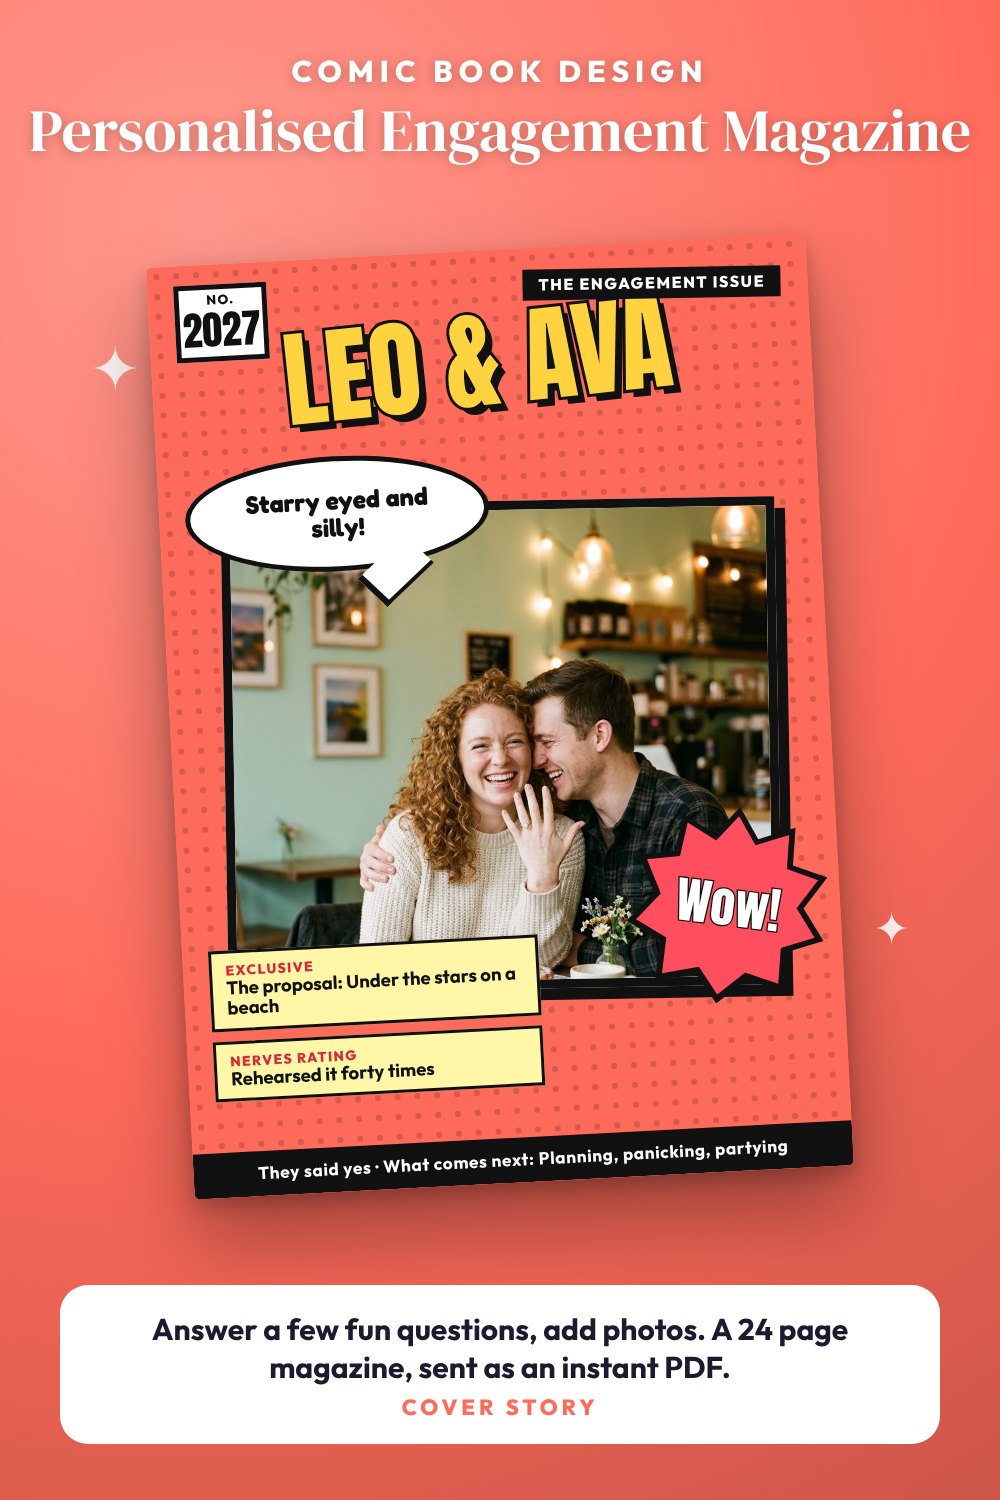 COMIC BOOK DESIGN
Personalised Engagement Magazine
NO.
2027
THE ENGAGEMENT ISSUE
LEO & AVA
Starry eyed and
silly!
Wow!
EXCLUSIVE
The proposal: Under the stars on a
beach
NERVES RATING
Rehearsed it forty times
They said yes · What comes next: Planning, panicking, partying
Answer a few fun questions, add photos. A 24 page
magazine, sent as an instant PDF.
COVER STORY